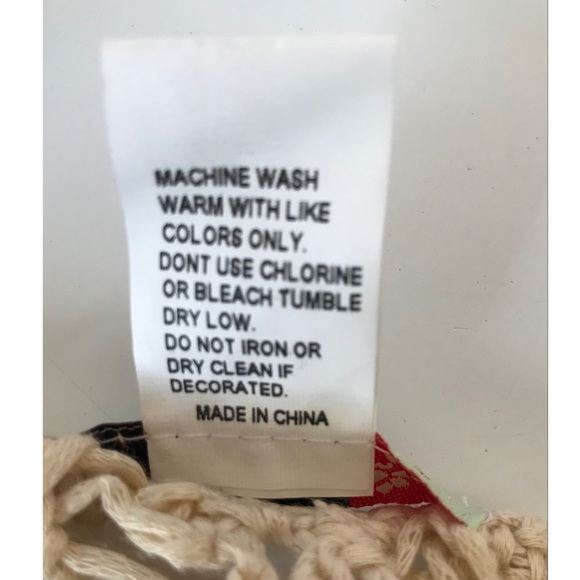 MACHINE WASH
WARM WITH LIKE
COLORS ONLY.
DONT USE CHLORINE
OR BLEACH TUMBLE
DRY LOW.
DO NOT IRON OR
DRY CLEAN IF
DECORATED.
MADE IN CHINA